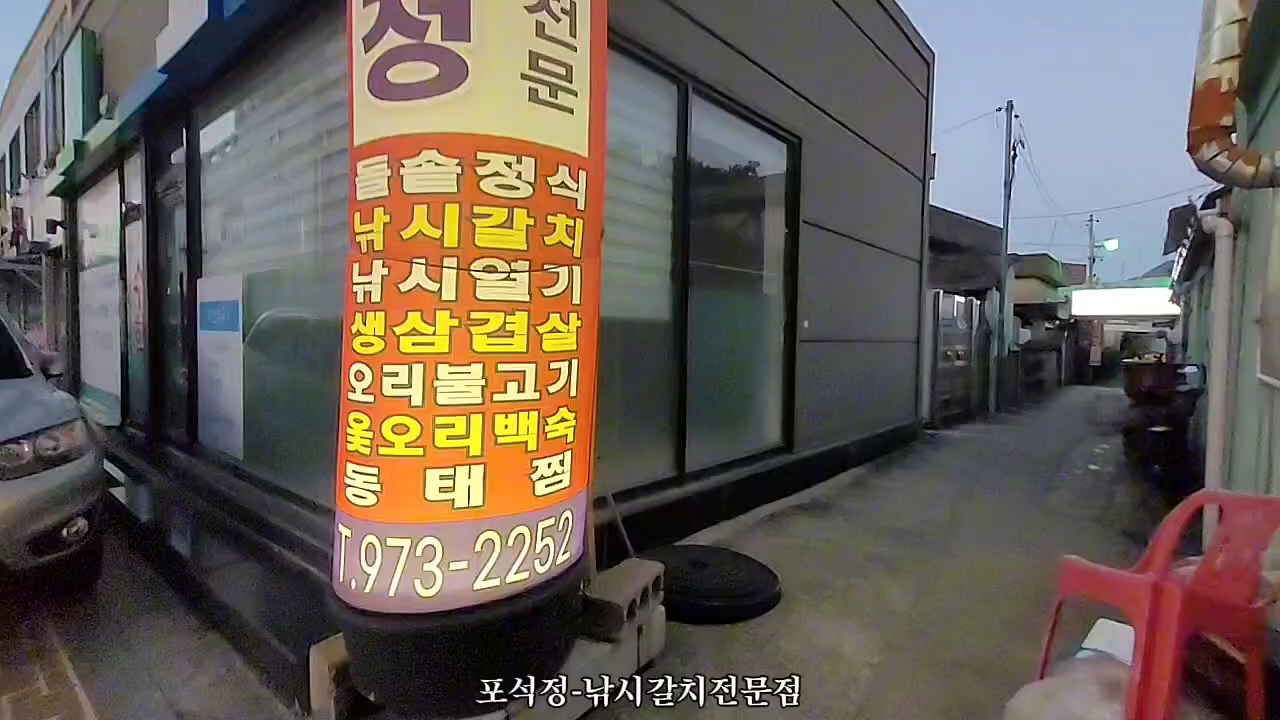 정
전문
돌솥정식
낚시갈치
낚시열기
생삼겹살
오리불고기
옻오리백숙
동태찜
T.973-2252
포석정-낚시갈치전문점